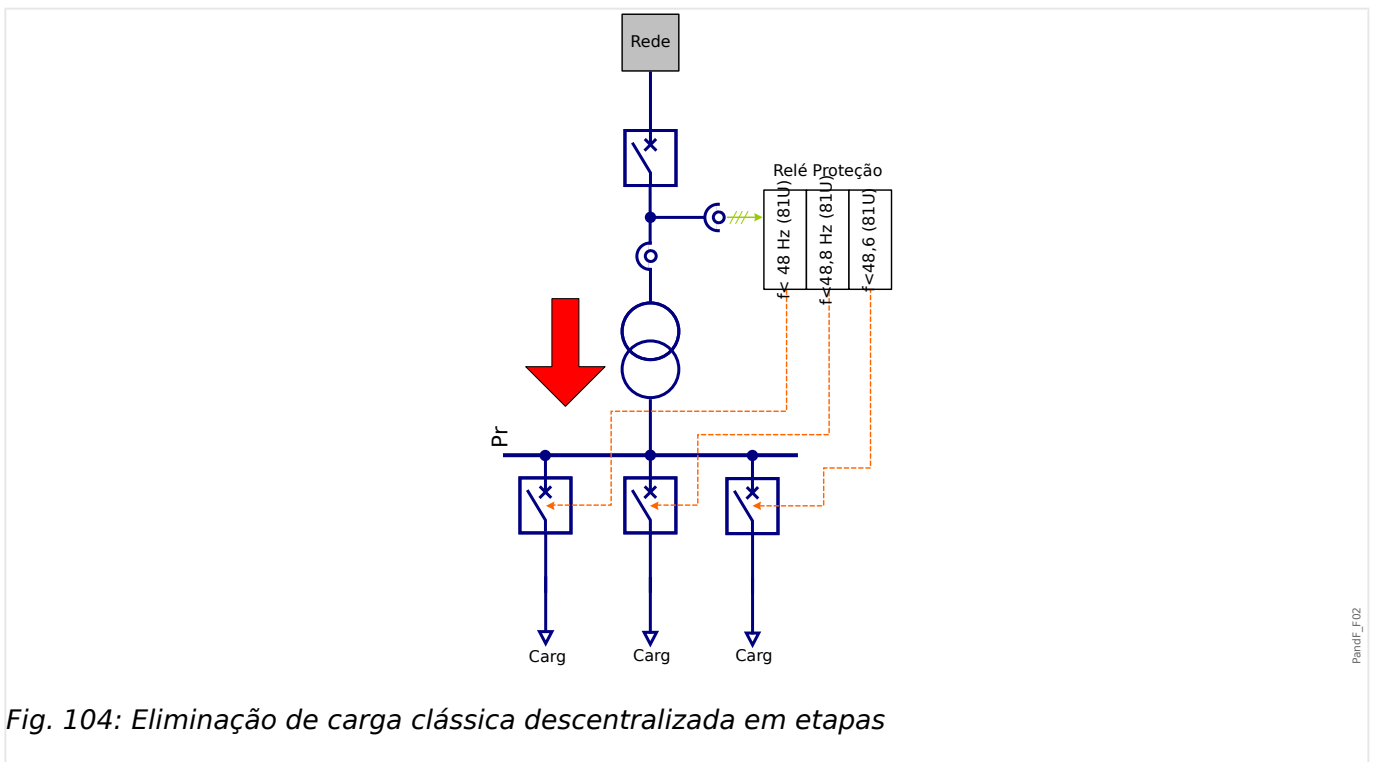 Rede
Relé Proteção
f< 48 Hz (81U)
f<48,8 Hz (81U)
f<48,6 (81U)
Pr
Carg
Carg
Carg
PandF_F02
Fig. 104: Eliminação de carga clássica descentralizada em etapas